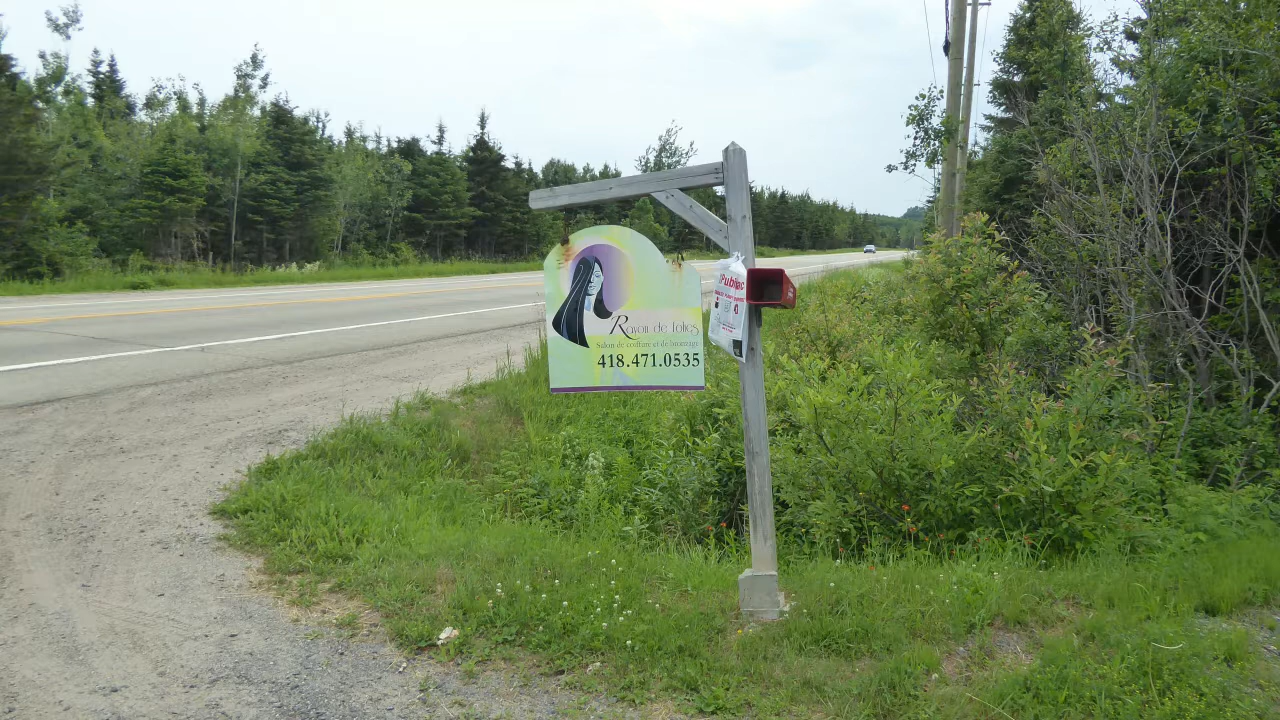 Rayon de folies
Salon de coiffure et de bronzage
418.471.0535
Publisac